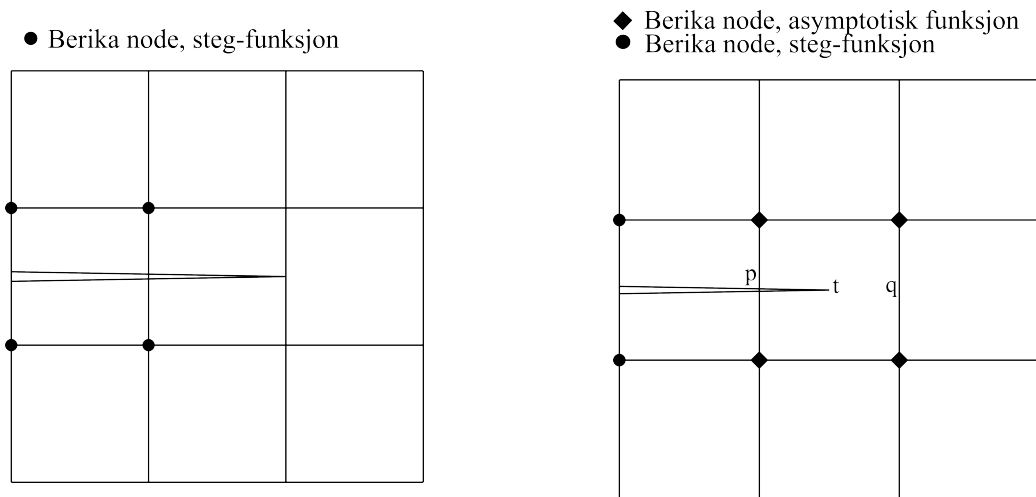 Berika node, steg-funksjon
Berika node, asymptotisk funksjon
Berika node, steg-funksjon
p
t
q